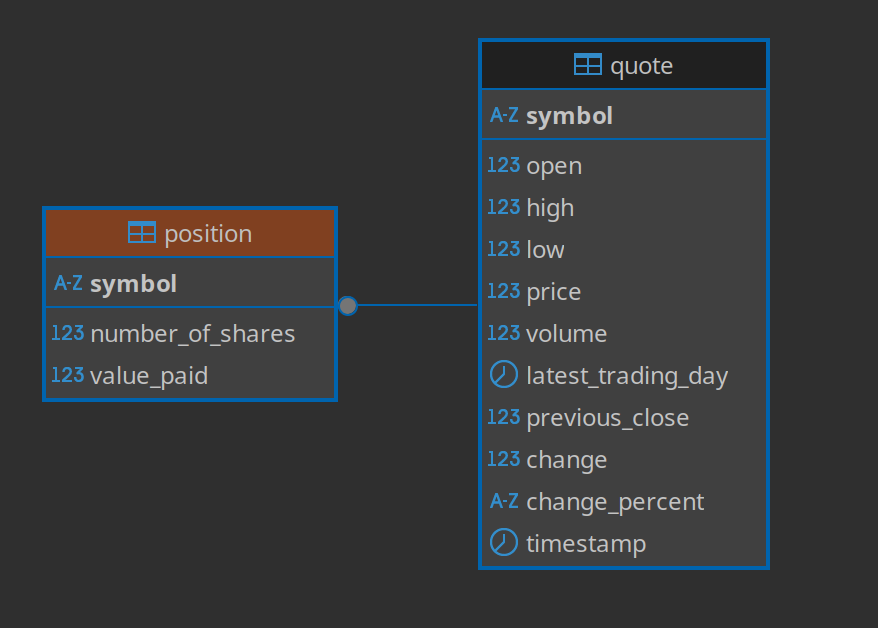 position
A-Z symbol
123 number_of_shares
123 value_paid
quote
A-Z symbol
123 open
123 high
123 low
123 price
123 volume
latest_trading_day
123 previous_close
123 change
A-Z change_percent
timestamp